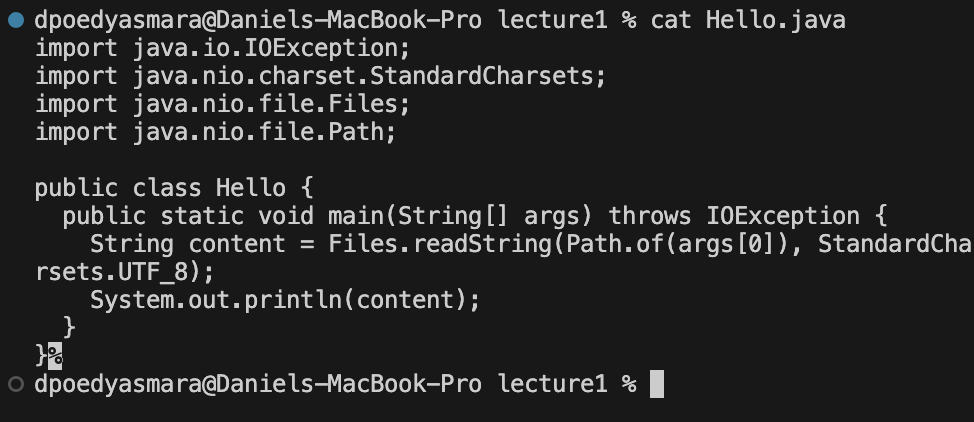 dpoedyasmara@Daniels-MacBook-Pro lecture1 % cat Hello.java
import java.io.IOException;
import java.nio.charset.StandardCharsets;
import java.nio.file.Files;
import java.nio.file.Path;

public class Hello {
  public static void main(String[] args) throws IOException {
    String content = Files.readString(Path.of(args[0]), StandardCha
rsets.UTF_8);
    System.out.println(content);
  }
}%
dpoedyasmara@Daniels-MacBook-Pro lecture1 %